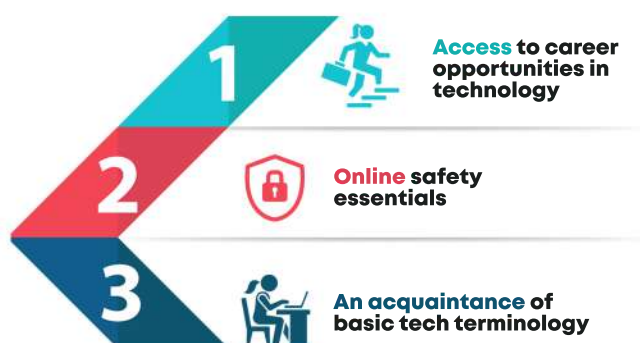 1
Access to career
opportunities in
technology
2
Online safety
essentials
3
An acquaintance of
basic tech terminology